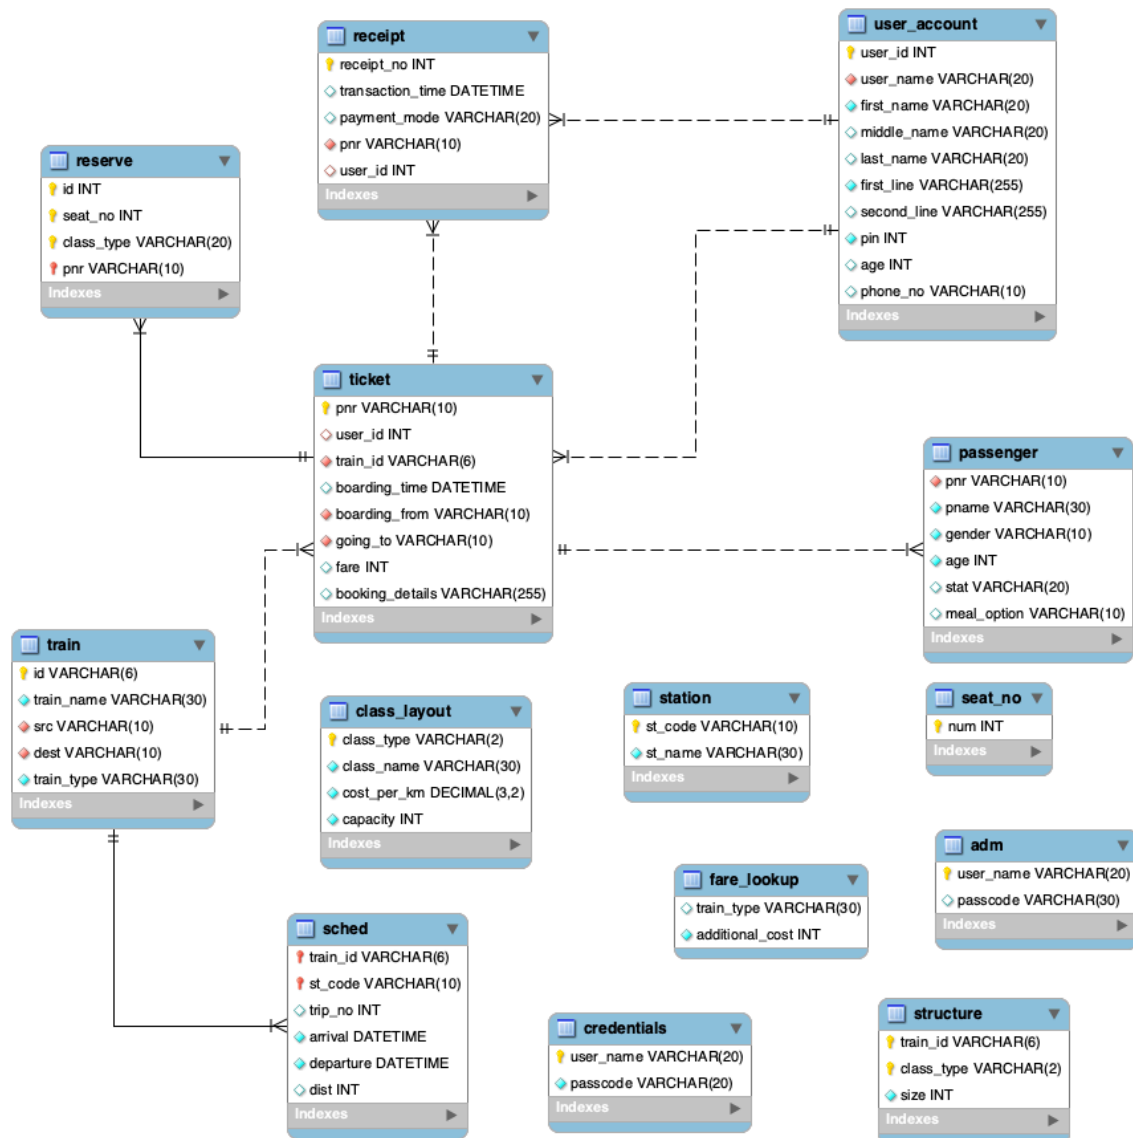 receipt
receipt_no INT
transaction_time DATETIME
payment_mode VARCHAR(20)
pnr VARCHAR(10)
user_id INT
Indexes
user_account
user_id INT
user_name VARCHAR(20)
first_name VARCHAR(20)
middle_name VARCHAR(20)
last_name VARCHAR(20)
first_line VARCHAR(255)
second_line VARCHAR(255)
pin INT
age INT
phone_no VARCHAR(10)
Indexes
reserve
id INT
seat_no INT
class_type VARCHAR(20)
pnr VARCHAR(10)
Indexes
ticket
pnr VARCHAR(10)
user_id INT
train_id VARCHAR(6)
boarding_time DATETIME
boarding_from VARCHAR(10)
going_to VARCHAR(10)
fare INT
booking_details VARCHAR(255)
Indexes
passenger
pnr VARCHAR(10)
pname VARCHAR(30)
gender VARCHAR(10)
age INT
stat VARCHAR(20)
meal_option VARCHAR(10)
Indexes
train
id VARCHAR(6)
train_name VARCHAR(30)
src VARCHAR(10)
dest VARCHAR(10)
train_type VARCHAR(30)
Indexes
class_layout
class_type VARCHAR(2)
class_name VARCHAR(30)
cost_per_km DECIMAL(3,2)
capacity INT
Indexes
station
st_code VARCHAR(10)
st_name VARCHAR(30)
Indexes
seat_no
num INT
Indexes
adm
user_name VARCHAR(20)
passcode VARCHAR(30)
Indexes
fare_lookup
train_type VARCHAR(30)
additional_cost INT
sched
train_id VARCHAR(6)
st_code VARCHAR(10)
trip_no INT
arrival DATETIME
departure DATETIME
dist INT
Indexes
credentials
user_name VARCHAR(20)
passcode VARCHAR(20)
Indexes
structure
train_id VARCHAR(6)
class_type VARCHAR(2)
size INT
Indexes